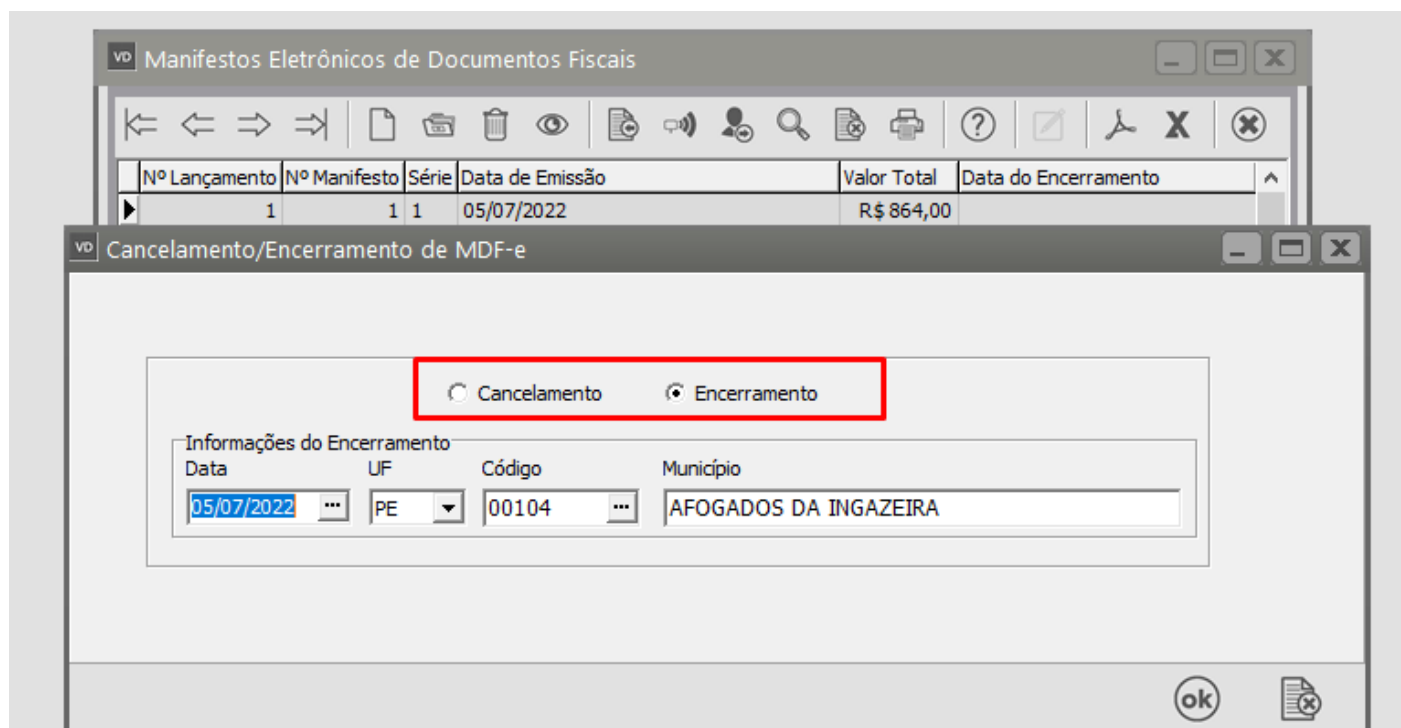 VD Manifestos Eletrônicos de Documentos Fiscais
? X
Nº Lançamento Nº Manifesto Série Data de Emissão Valor Total Data do Encerramento
1 1 1 05/07/2022 R$ 864,00
VD Cancelamento/Encerramento de MDF-e
Cancelamento Encerramento
Informações do Encerramento
Data UF Código Município
05/07/2022 ... PE 00104 ... AFOGADOS DA INGAZEIRA
ok